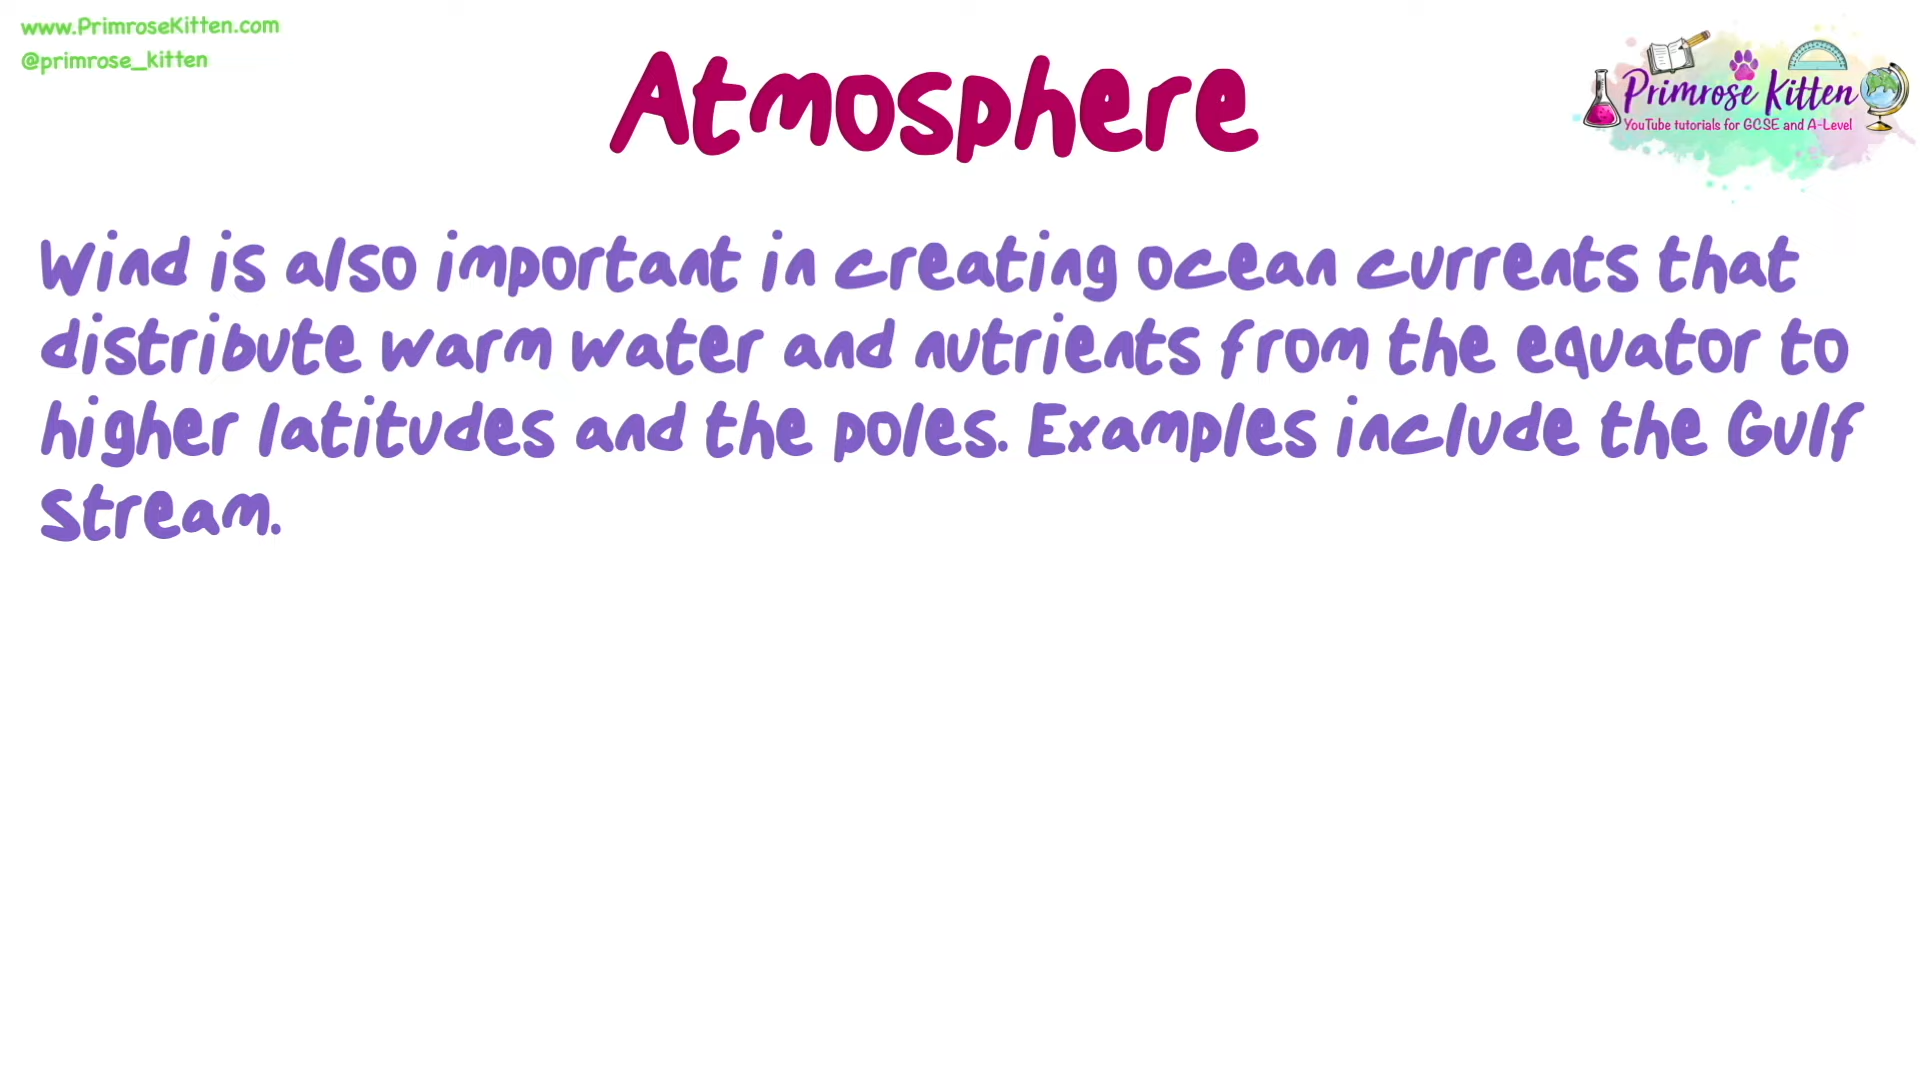 www.PrimroseKitten.com
@primrose_kitten
Atmosphere
Primrose Kitten
YouTube tutorials for GCSE and A-Level
Wind is also important in creating ocean currents that
distribute warm water and nutrients from the equator to
higher latitudes and the poles. Examples include the Gulf
Stream.